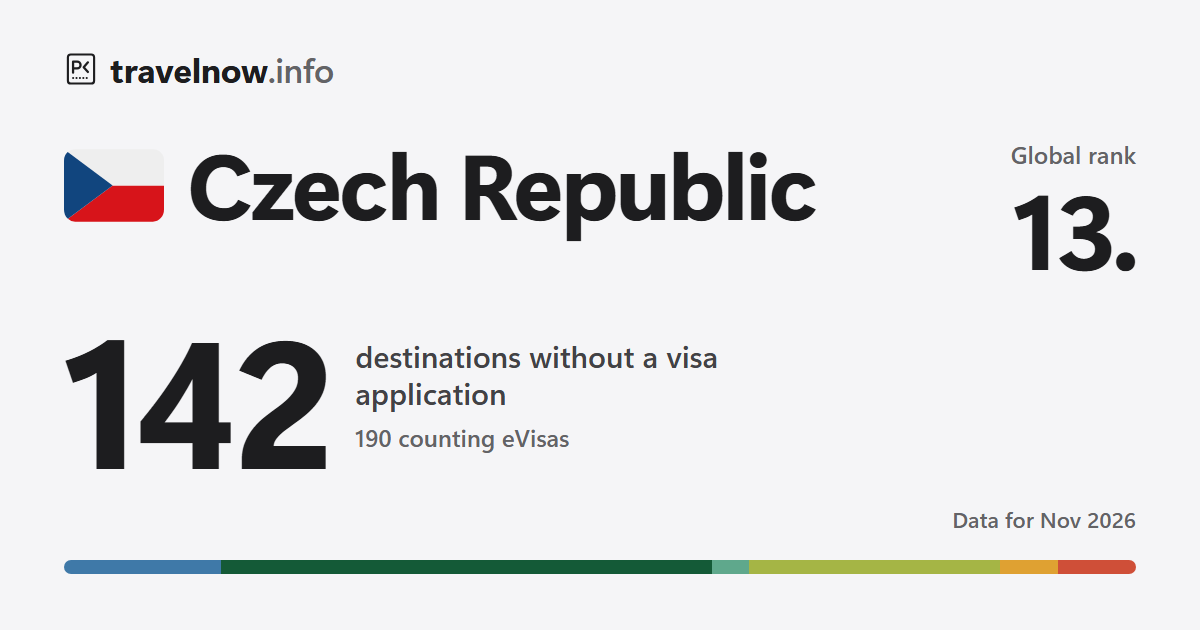 travelnow.info
Czech Republic
Global rank
13.
142
destinations without a visa
application
190 counting eVisas
Data for Nov 2026